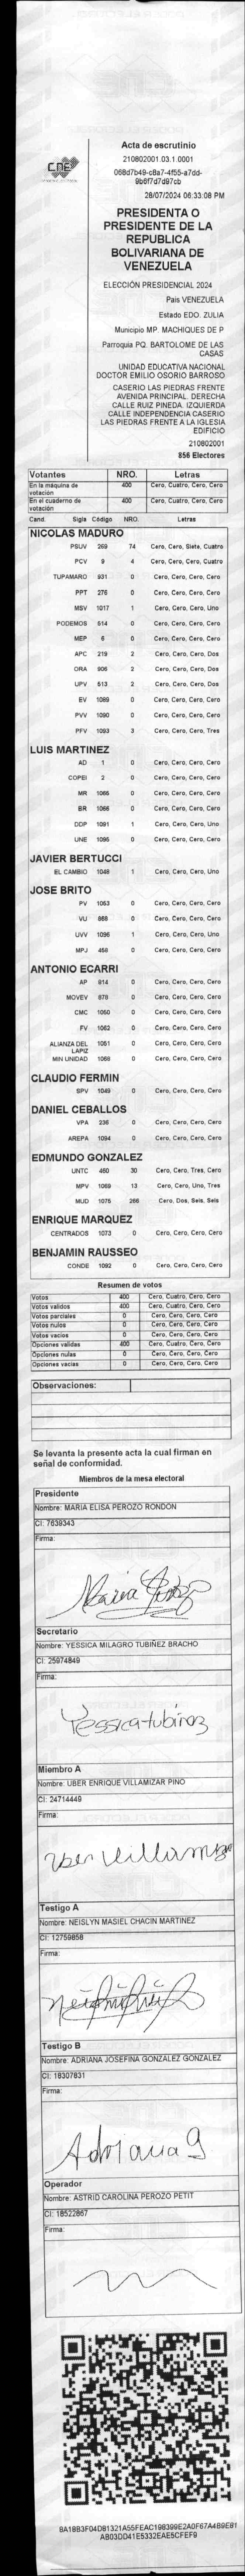 CNE
Acta de escrutinio
210802001.03.1.0001
068d7b49-c8a7-4f55-a7dd-
9b6f7d7d97cb
28/07/2024 06:33:08 PM
PRESIDENTA O
PRESIDENTE DE LA
REPUBLICA
BOLIVARIANA DE
VENEZUELA
ELECCIÓN PRESIDENCIAL 2024
Pais VENEZUELA
Estado EDO. ZULIA
Municipio MP. MACHIQUES DE P
Parroquia PQ. BARTOLOME DE LAS
CASAS
UNIDAD EDUCATIVA NACIONAL
DOCTOR EMILIO OSORIO BARROSO
CASERIO LAS PIEDRAS FRENTE
AVENIDA PRINCIPAL. DERECHA
CALLE RUIZ PINEDA. IZQUIERDA
CALLE INDEPENDENCIA CASERIO
LAS PIEDRAS FRENTE A LA IGLESIA
EDIFICIO
210802001
856 Electores
Votantes NRO. Letras
En la máquina de votación 400 Cero, Cuatro, Cero, Cero
En el cuaderno de votación 400 Cero, Cuatro, Cero, Cero
Cand. Sigla Código NRO. Letras
NICOLAS MADURO
PSUV 269 74 Cero, Cero, Siete, Cuatro
PCV 9 4 Cero, Cero, Cero, Cuatro
TUPAMARO 931 0 Cero, Cero, Cero, Cero
PPT 276 0 Cero, Cero, Cero, Cero
MSV 1017 1 Cero, Cero, Cero, Uno
PODEMOS 514 0 Cero, Cero, Cero, Cero
MEP 6 0 Cero, Cero, Cero, Cero
APC 219 2 Cero, Cero, Cero, Dos
ORA 906 2 Cero, Cero, Cero, Dos
UPV 513 2 Cero, Cero, Cero, Dos
EV 1089 0 Cero, Cero, Cero, Cero
PVV 1090 0 Cero, Cero, Cero, Cero
PFV 1093 3 Cero, Cero, Cero, Tres
LUIS MARTINEZ
AD 1 0 Cero, Cero, Cero, Cero
COPEI 2 0 Cero, Cero, Cero, Cero
MR 1065 0 Cero, Cero, Cero, Cero
BR 1066 0 Cero, Cero, Cero, Cero
DDP 1091 1 Cero, Cero, Cero, Uno
UNE 1095 0 Cero, Cero, Cero, Cero
JAVIER BERTUCCI
EL CAMBIO 1048 1 Cero, Cero, Cero, Uno
JOSE BRITO
PV 1053 0 Cero, Cero, Cero, Cero
VU 868 0 Cero, Cero, Cero, Cero
UVV 1096 1 Cero, Cero, Cero, Uno
MPJ 458 0 Cero, Cero, Cero, Cero
ANTONIO ECARRI
AP 914 0 Cero, Cero, Cero, Cero
MOVEV 978 0 Cero, Cero, Cero, Cero
CMC 1050 0 Cero, Cero, Cero, Cero
FV 1052 0 Cero, Cero, Cero, Cero
ALIANZA DEL LAPIZ 1051 0 Cero, Cero, Cero, Cero
MIN UNIDAD 1068 0 Cero, Cero, Cero, Cero
CLAUDIO FERMIN
SPV 1049 0 Cero, Cero, Cero, Cero
DANIEL CEBALLOS
VPA 236 0 Cero, Cero, Cero, Cero
AREPA 1094 0 Cero, Cero, Cero, Cero
EDMUNDO GONZALEZ
UNTC 460 30 Cero, Cero, Tres, Cero
MPV 1069 13 Cero, Cero, Uno, Tres
MUD 1075 266 Cero, Dos, Seis, Seis
ENRIQUE MARQUEZ
CENTRADOS 1073 0 Cero, Cero, Cero, Cero
BENJAMIN RAUSSEO
CONDE 1092 0 Cero, Cero, Cero, Cero
Resumen de votos
Votos 400 Cero, Cuatro, Cero, Cero
Votos validos 400 Cero, Cuatro, Cero, Cero
Votos parciales 0 Cero, Cero, Cero, Cero
Votos nulos 0 Cero, Cero, Cero, Cero
Votos vacios 0 Cero, Cero, Cero, Cero
Opciones validas 400 Cero, Cuatro, Cero, Cero
Opciones nulas 0 Cero, Cero, Cero, Cero
Opciones vacias 0 Cero, Cero, Cero, Cero
Observaciones:
Se levanta la presente acta la cual firman en
señal de conformidad.
Miembros de la mesa electoral
Presidente
Nombre: MARIA ELISA PEROZO RONDON
CI: 7639343
Firma:
Maria Perozo
Secretario
Nombre: YESSICA MILAGRO TUBIÑEZ BRACHO
CI: 25974849
Firma:
Yessica tubiñez
Miembro A
Nombre: UBER ENRIQUE VILLAMIZAR PINO
CI: 24714449
Firma:
Uber Villamizar
Testigo A
Nombre: NEISLYN MASIEL CHACIN MARTINEZ
CI: 12759858
Firma:
Testigo B
Nombre: ADRIANA JOSEFINA GONZALEZ GONZALEZ
CI: 18307831
Firma:
Adriana g
Operador
Nombre: ASTRID CAROLINA PEROZO PETIT
CI: 18522867
Firma:
BA1BB3F04D81321A55FEAC198399E2A0F67A4B9E81
AB03DD41E5332EAE5CFEF9